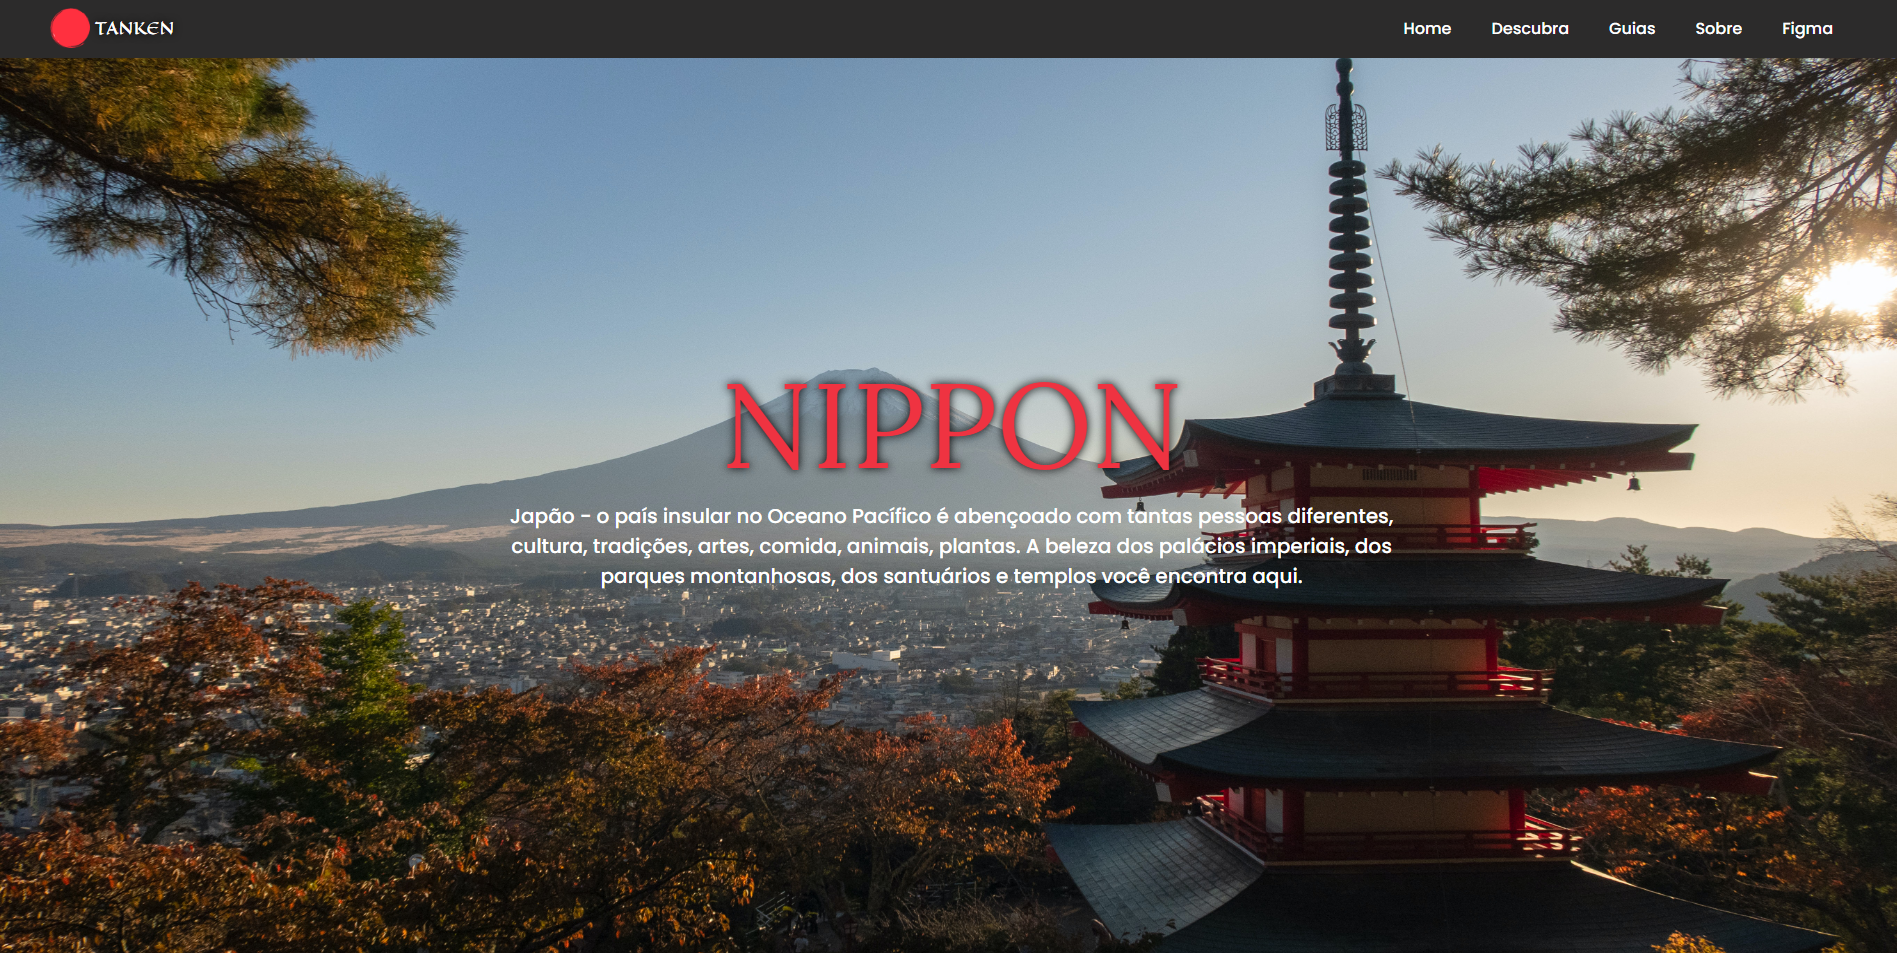 TANKEN
Home Descubra Guias Sobre Figma
NIPPON
Japão - o país insular no Oceano Pacífico é abençoado com tantas pessoas diferentes,
cultura, tradições, artes, comida, animais, plantas. A beleza dos palácios imperiais, dos
parques montanhosas, dos santuários e templos você encontra aqui.